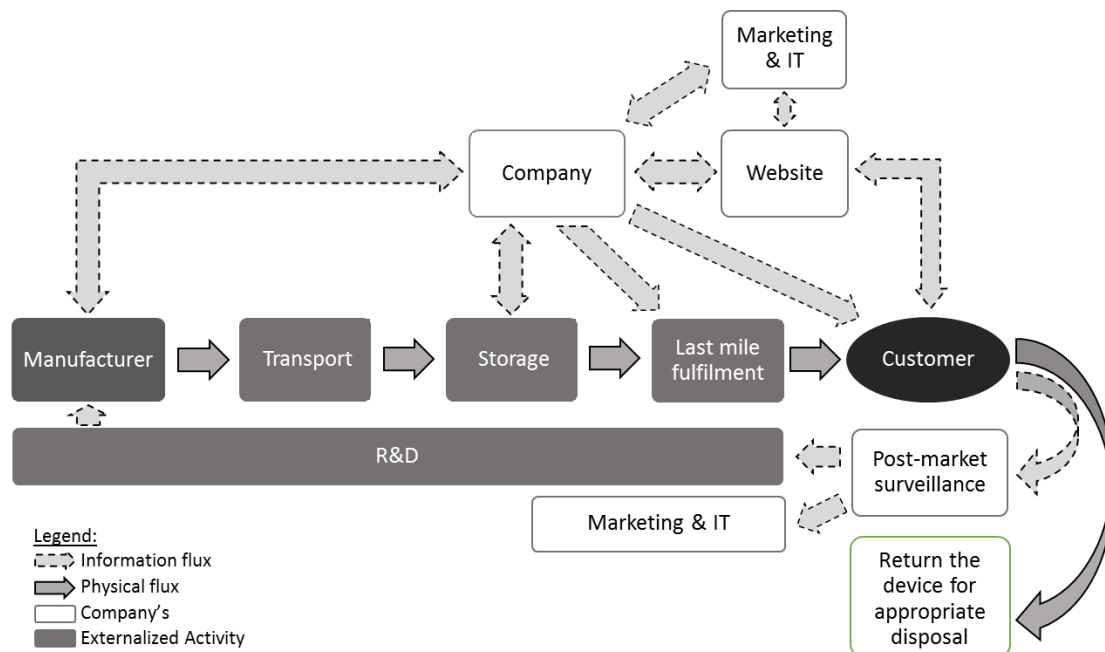 Marketing
& IT
Company
Website
Manufacturer
Transport
Storage
Last mile
fulfilment
Customer
R&D
Post-market
surveillance
Marketing & IT
Return the
device for
appropriate
disposal
Legend:
Information flux
Physical flux
Company's
Externalized Activity